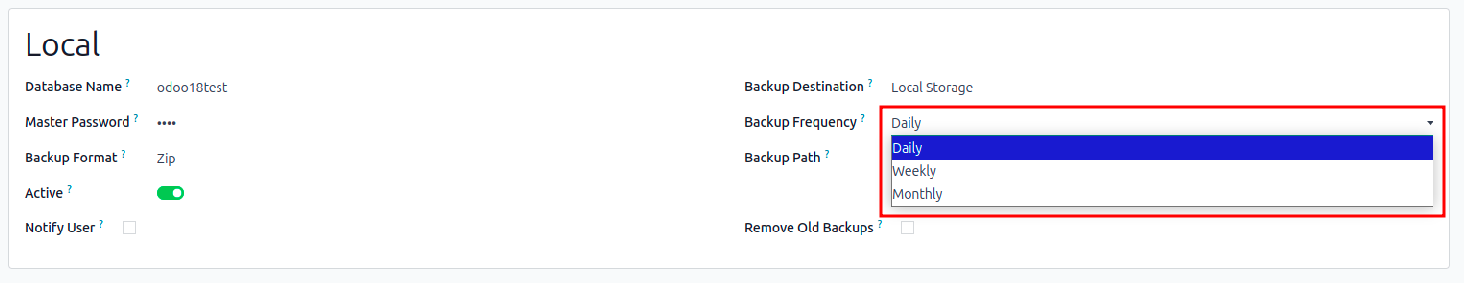 Local
Database Name ? odoo18test
Backup Destination ? Local Storage
Master Password ? ••••
Backup Frequency ? Daily
Daily
Weekly
Monthly
Backup Format ? Zip
Backup Path ?
Active ?
Notify User ?
Remove Old Backups ?